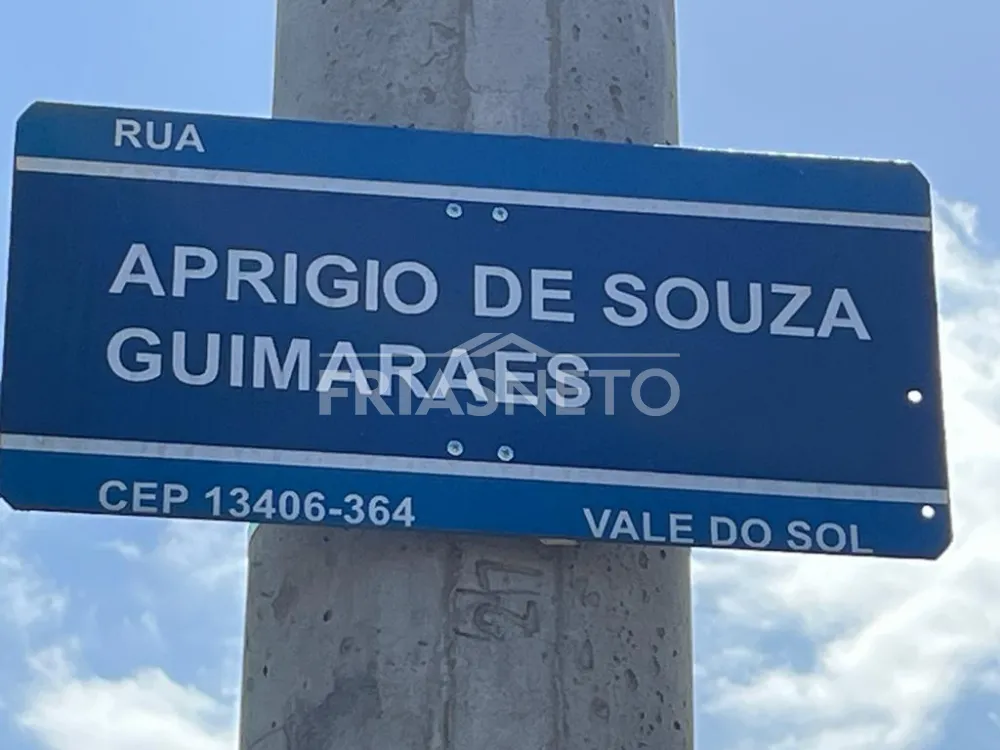 RUA
APRIGIO DE SOUZA
GUIMARAES
FRIASNETO
CEP 13406-364
VALE DO SOL